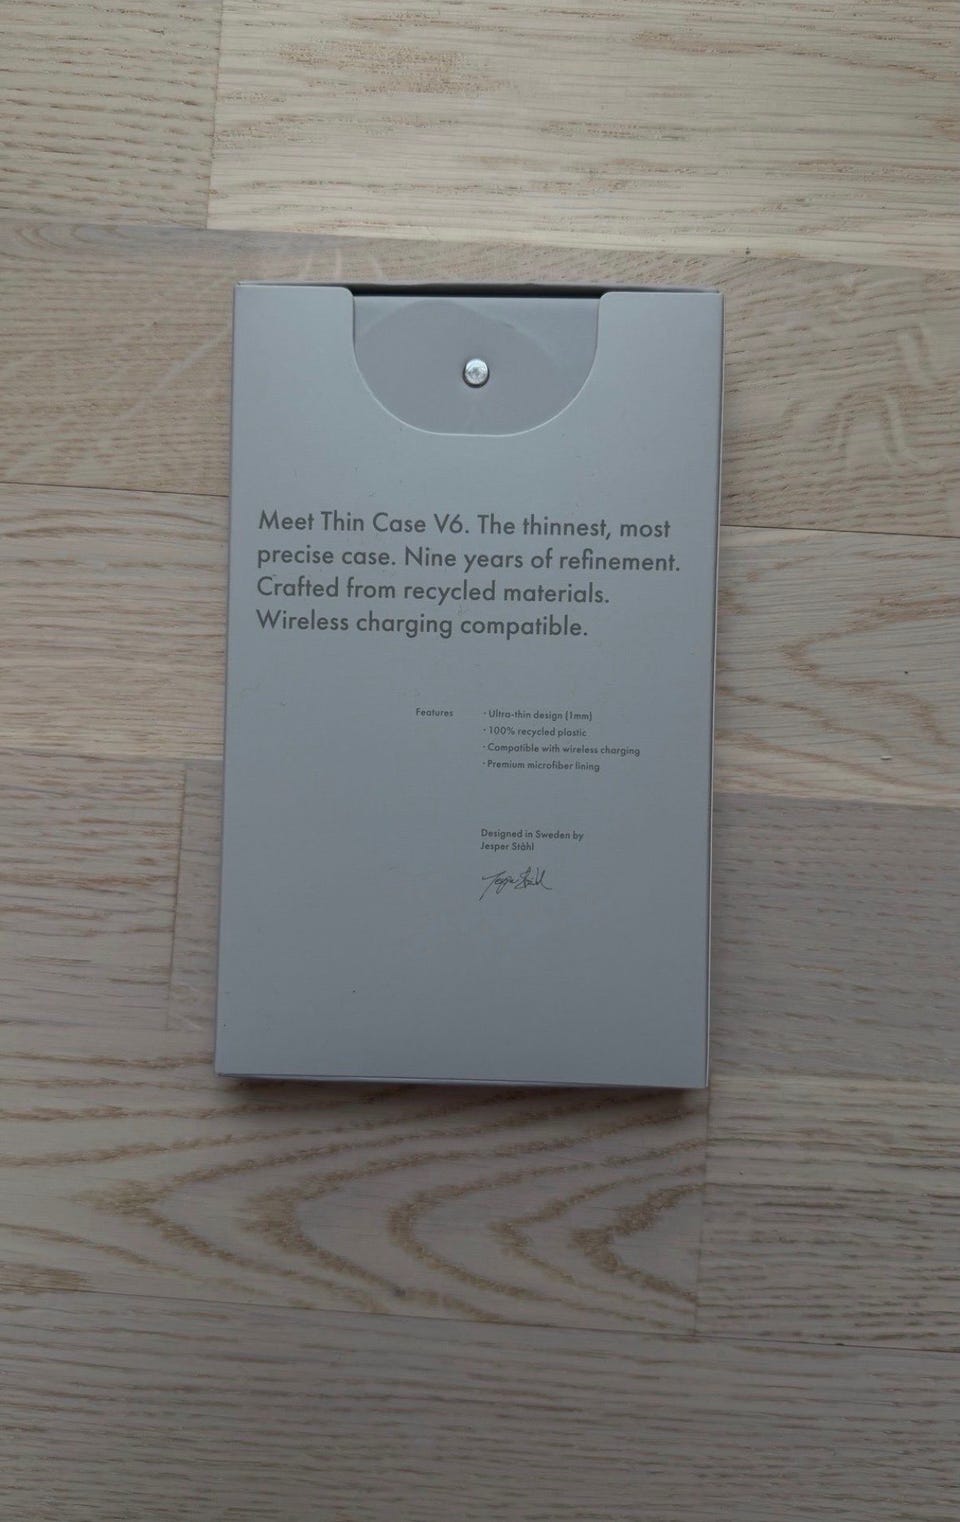 Meet Thin Case V6. The thinnest, most
precise case. Nine years of refinement.
Crafted from recycled materials.
Wireless charging compatible.
Features
· Ultra-thin design (1mm)
· 100% recycled plastic
· Compatible with wireless charging
· Premium microfiber lining
Designed in Sweden by
Jesper Ståhl
Jesper Ståhl